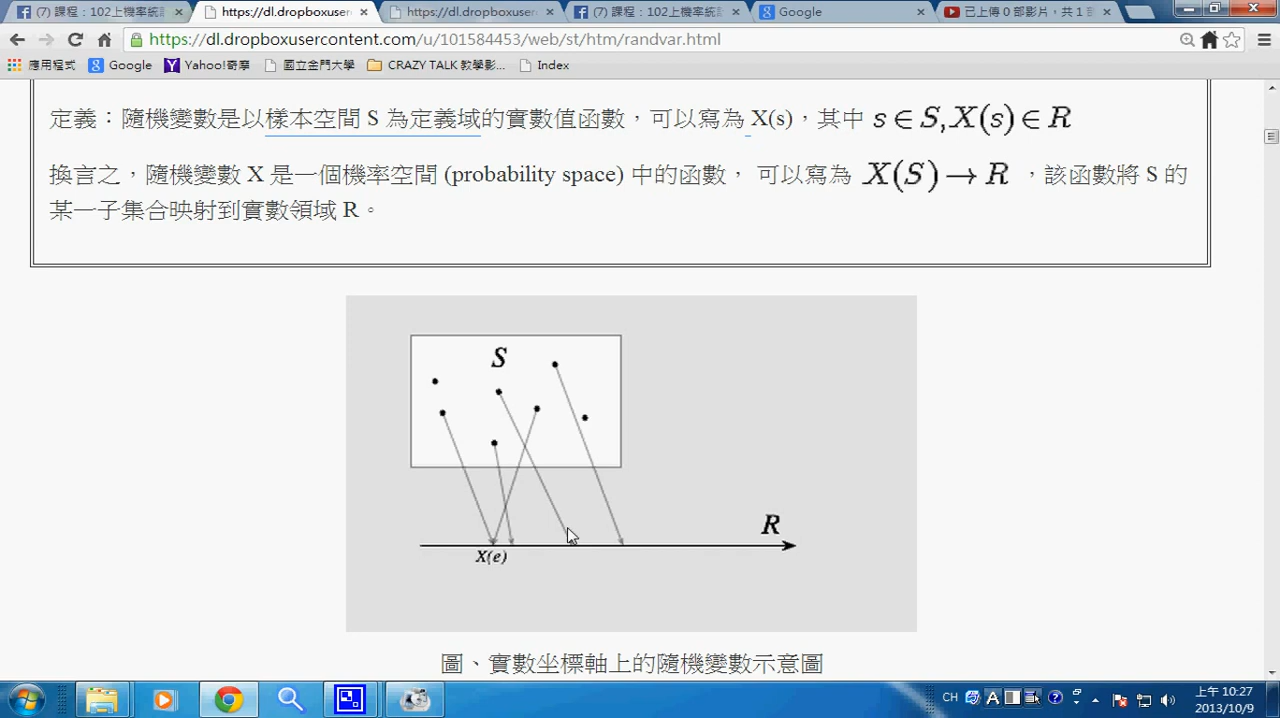 (7) 課程：102上機率統計
https://dl.dropboxuser
https://dl.dropboxuser
(7) 課程：102上機率統計
Google
已上傳 0 部影片，共 1 部
https://dl.dropboxusercontent.com/u/101584453/web/st/htm/randvar.html
應用程式 Google Yahoo!奇摩 國立金門大學 CRAZY TALK 教學影... Index
定義：隨機變數是以樣本空間 S 為定義域的實數值函數，可以寫為 X(s)，其中 s ∈ S, X(s) ∈ R
換言之，隨機變數 X 是一個機率空間 (probability space) 中的函數， 可以寫為 X(S) → R ，該函數將 S 的
某一子集合映射到實數領域 R。
S
R
X(e)
圖、實數坐標軸上的隨機變數示意圖
CH
A
上午 10:27
2013/10/9